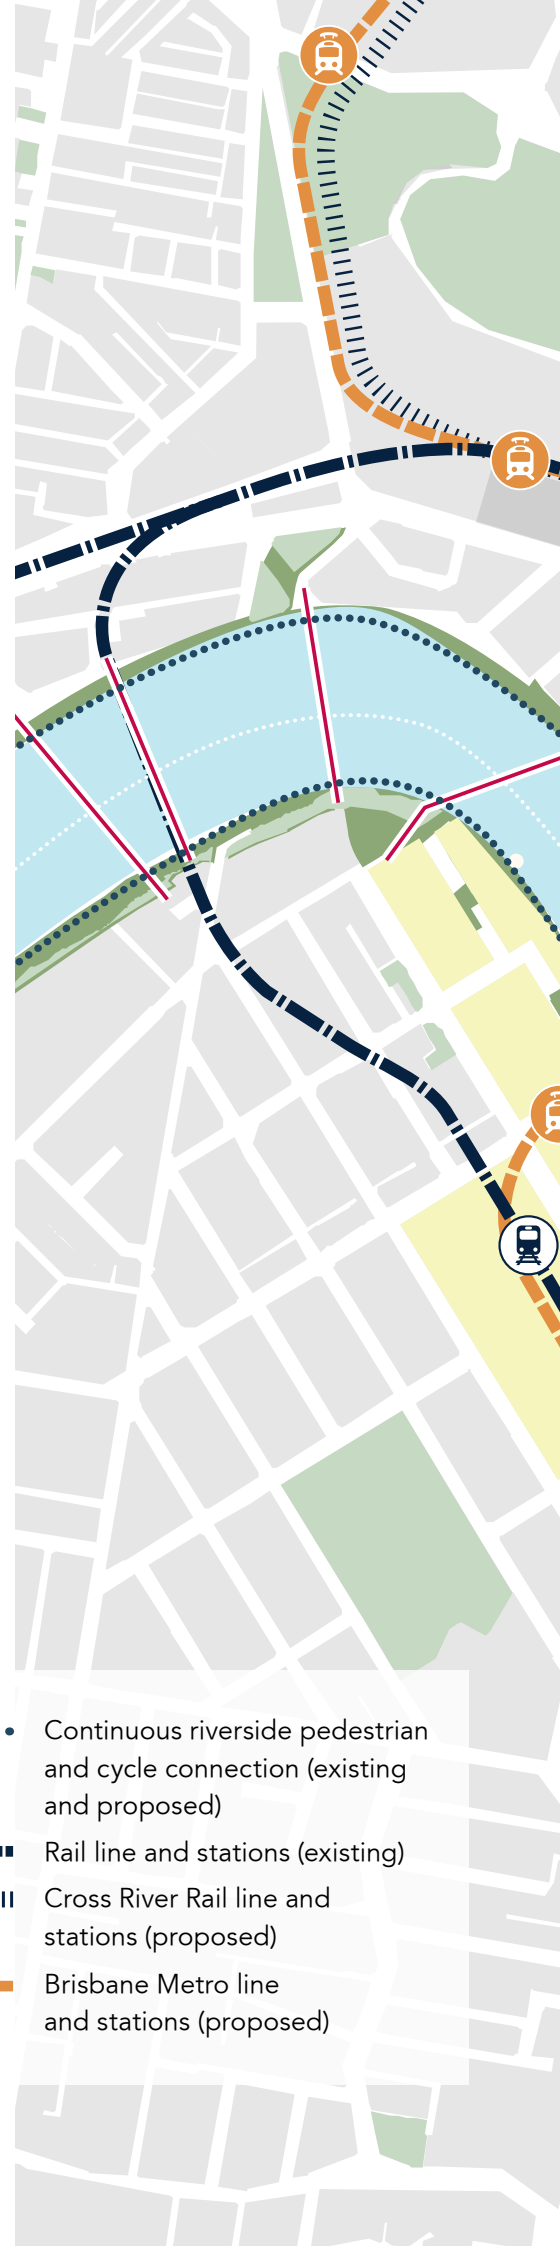 Continuous riverside pedestrian
and cycle connection (existing
and proposed)
Rail line and stations (existing)
Cross River Rail line and
stations (proposed)
Brisbane Metro line
and stations (proposed)